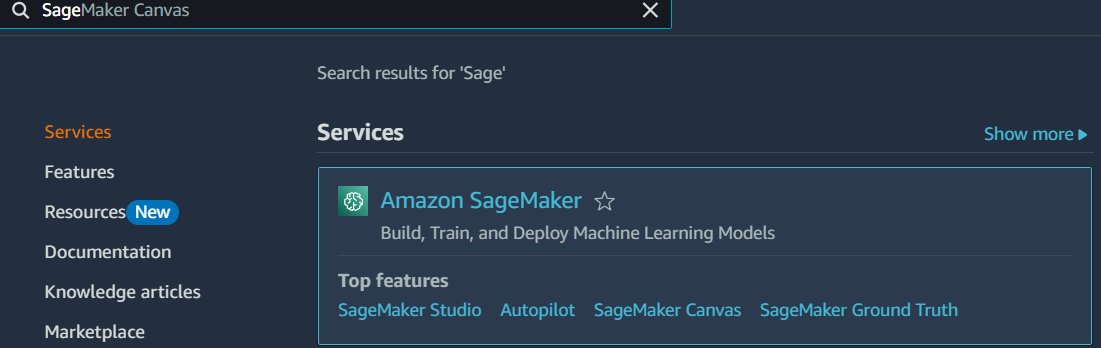 SageMaker Canvas
Search results for 'Sage'
Services
Features
Resources New
Documentation
Knowledge articles
Marketplace
Services
Show more
Amazon SageMaker
Build, Train, and Deploy Machine Learning Models
Top features
SageMaker Studio Autopilot SageMaker Canvas SageMaker Ground Truth